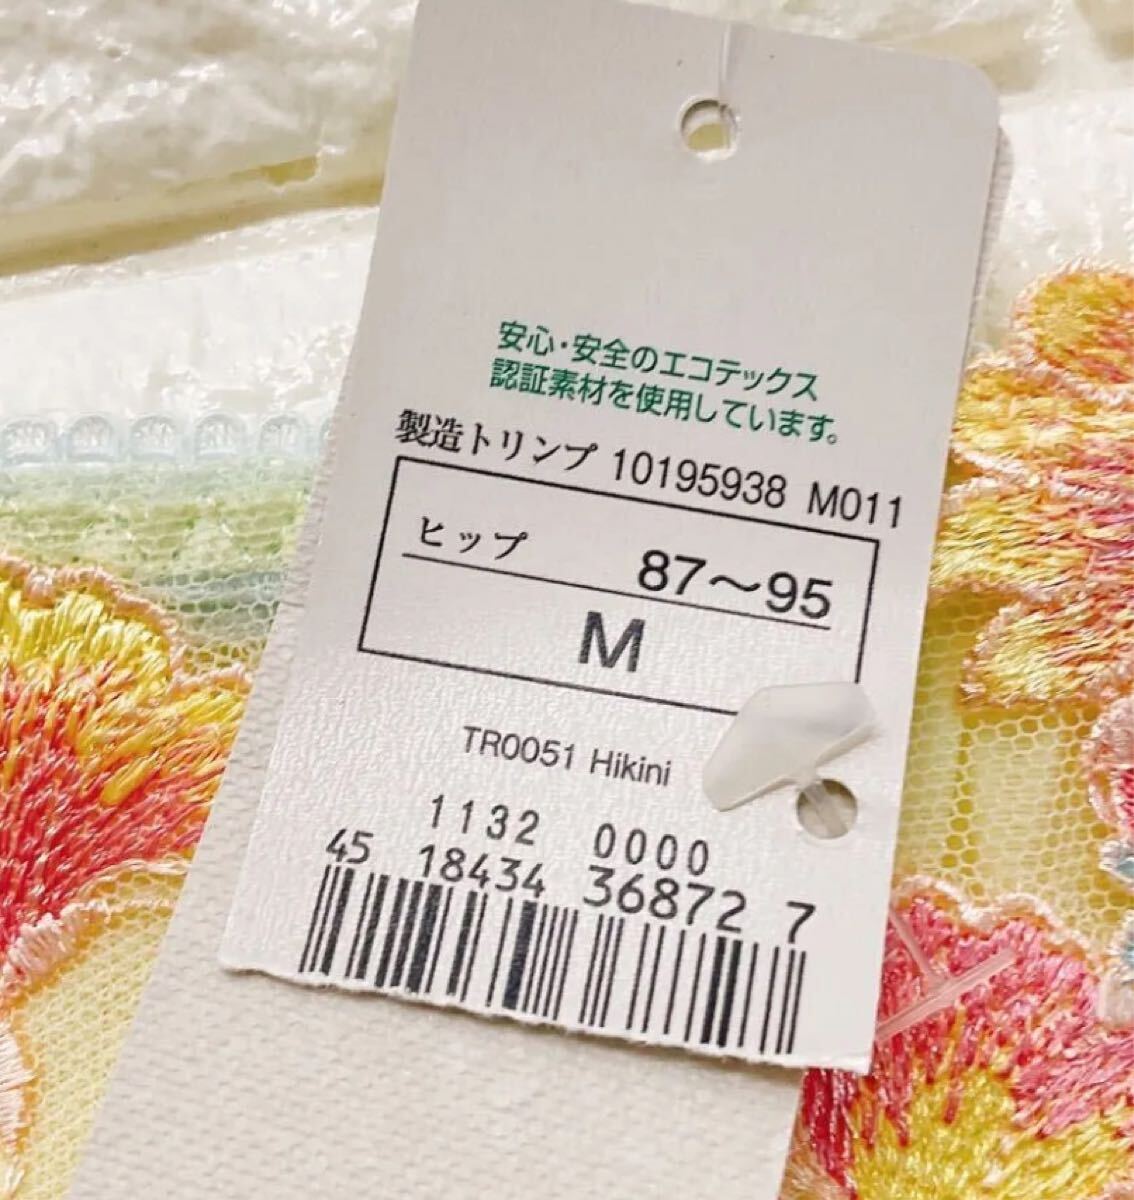 安心・安全のエコテックス
認証素材を使用しています。
製造トリンプ 10195938 M011
ヒップ 87～95
M
TR0051 Hikini
1132 0000
45 18434 36872 7